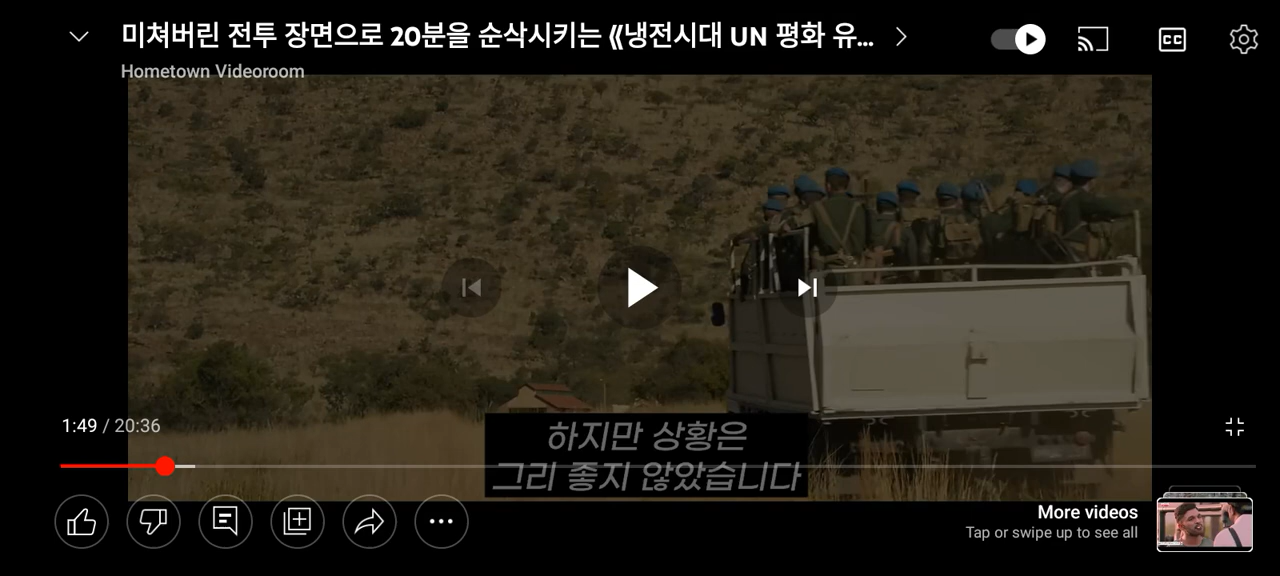 미쳐버린 전투 장면으로 20분을 순삭시키는 《냉전시대 UN 평화 유...
Hometown Videoroom
CC
1:49 / 20:36
하지만 상황은
그리 좋지 않았습니다
More videos
Tap or swipe up to see all